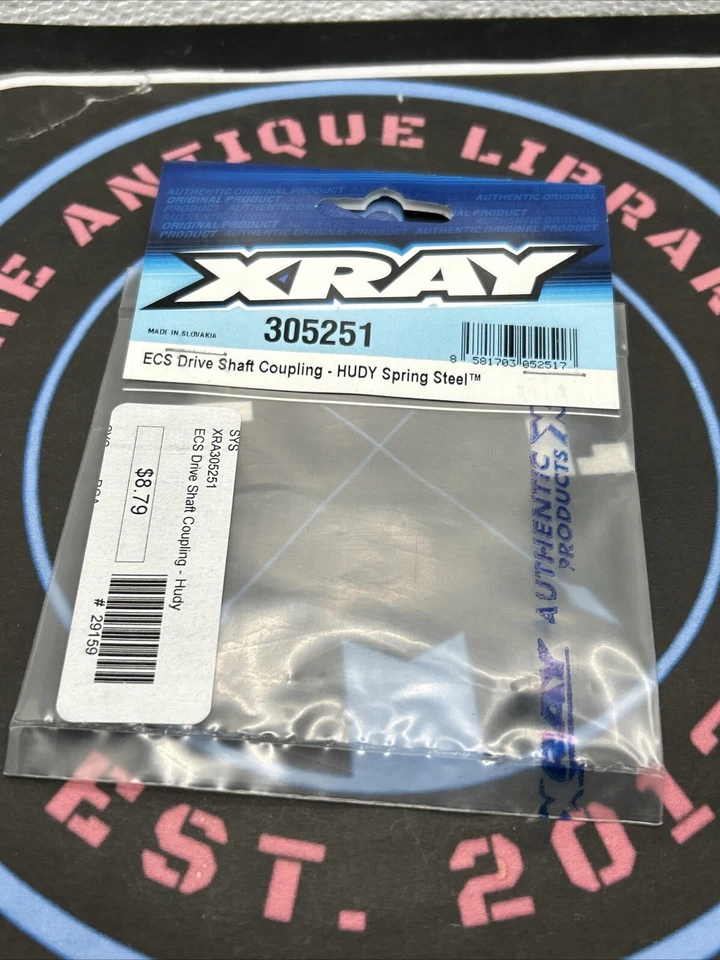 THE ANTIQUE LIBRAR
AUTHENTIC ORIGINAL PRODUCT
ORIGINAL PRODUCT
AUTHENTIC ORIGINAL
ORIGINAL PRODUCT
PRODUCT
XRAY
MADE IN SLOVAKIA
305251
8 581703 052517
ECS Drive Shaft Coupling - HUDY Spring Steel™
SYS
XRA305251
ECS Drive Shaft Coupling - Hudy
$8.79
# 29159
AUTHENTIC
PRODUCTS
XRAY
EST. 201